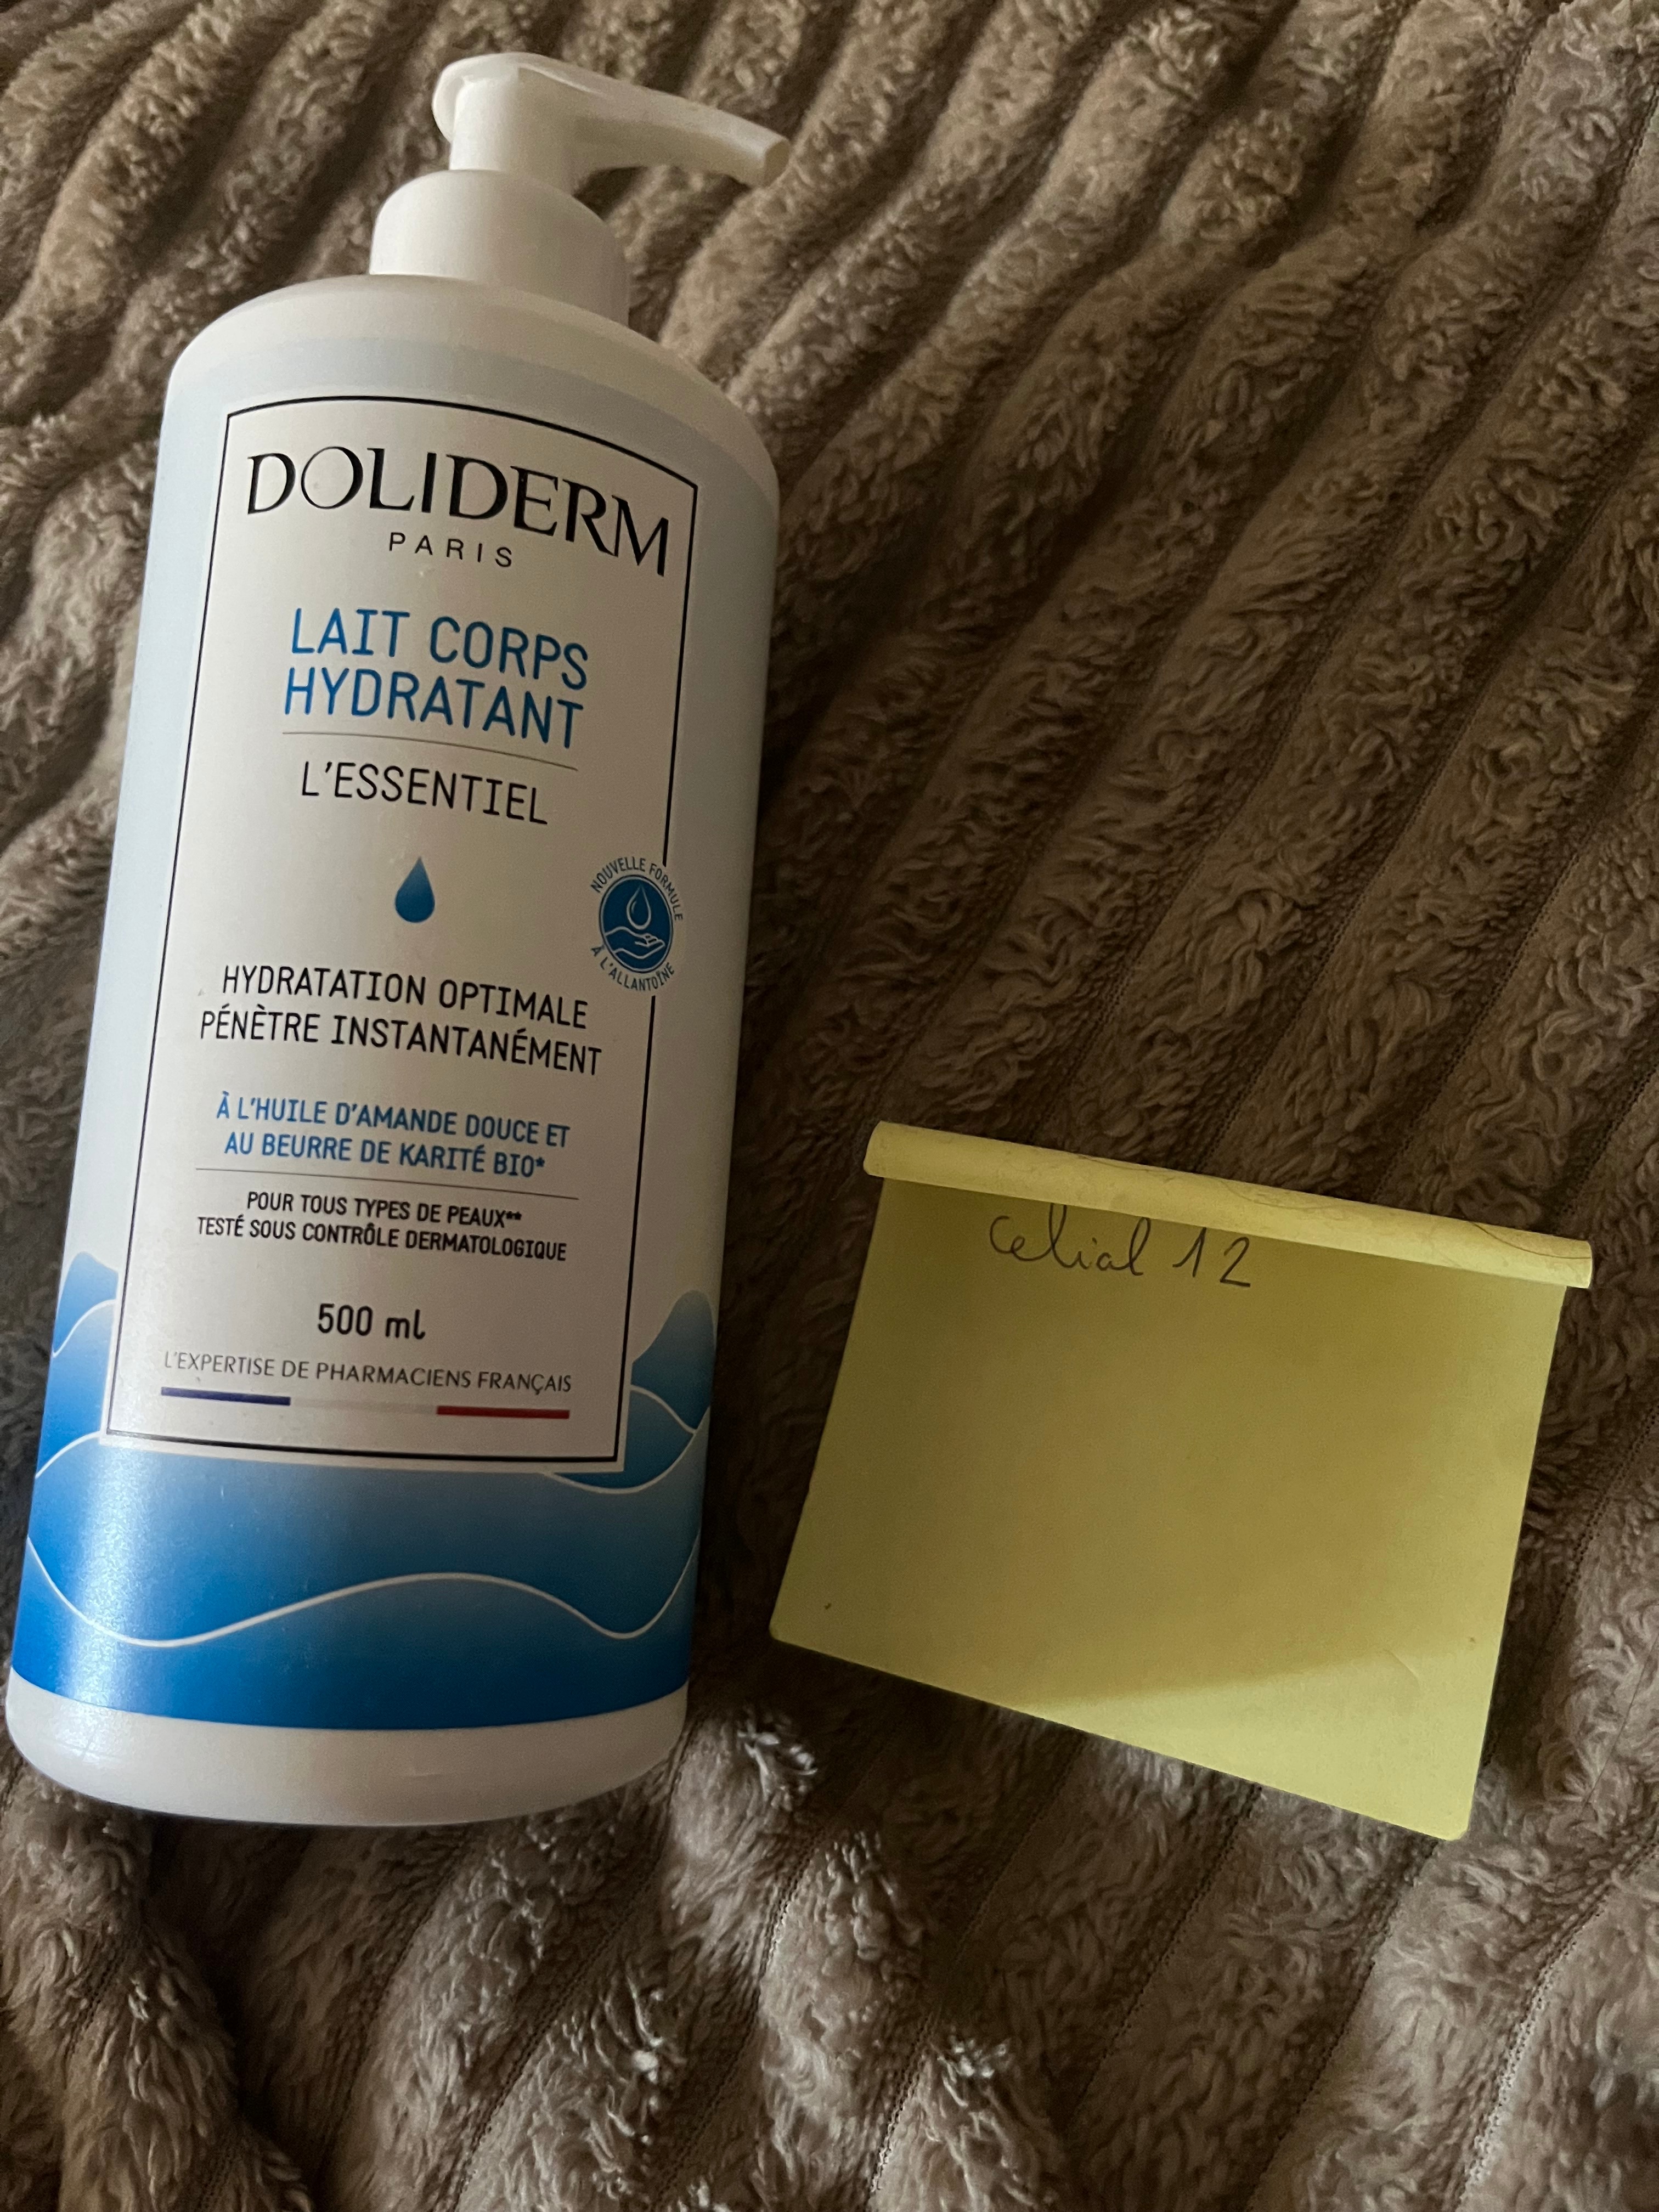 DOLIDERM
PARIS
LAIT CORPS
HYDRATANT
L'ESSENTIEL
NOUVELLE FORMULE
À L'ALLANTOÏNE
HYDRATATION OPTIMALE
PÉNÈTRE INSTANTANÉMENT
À L'HUILE D'AMANDE DOUCE ET
AU BEURRE DE KARITÉ BIO*
POUR TOUS TYPES DE PEAUX**
TESTÉ SOUS CONTRÔLE DERMATOLOGIQUE
500 ml
L'EXPERTISE DE PHARMACIENS FRANÇAIS
celial 12